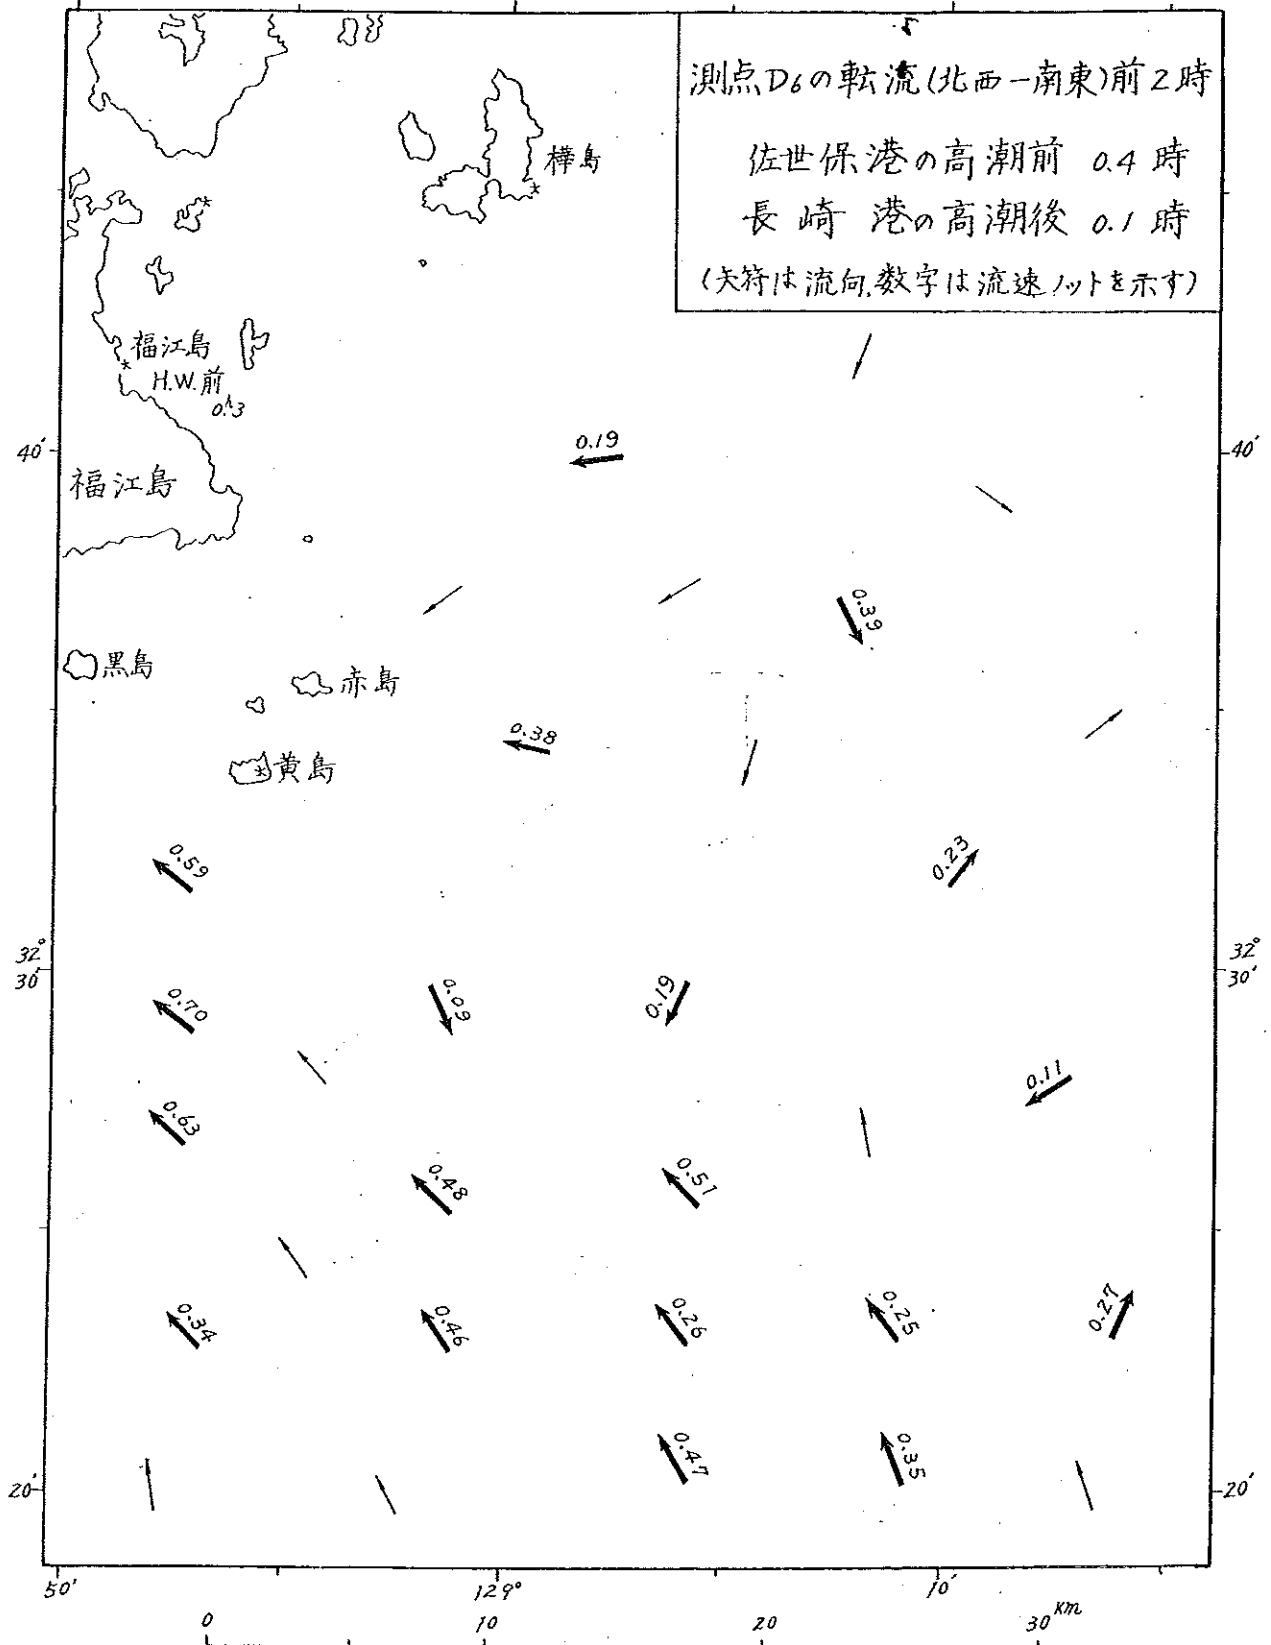 測点D6の転流(北西-南東)前2時
佐世保港の高潮前 0.4 時
長崎 港の高潮後 0.1 時
(矢符は流向,数字は流速ノットを示す)
樺島
福江島
H.W.前
0.ʰ3
0.19
40′
40′
福江島
0.39
黒島
赤島
0.38
黄島
0.59
0.23
32°
30′
32°
30′
0.70
0.09
0.19
0.11
0.63
0.48
0.51
0.34
0.46
0.26
0.25
0.27
0.47
0.35
20′
20′
50′
129°
10′
0
10
20
30 km